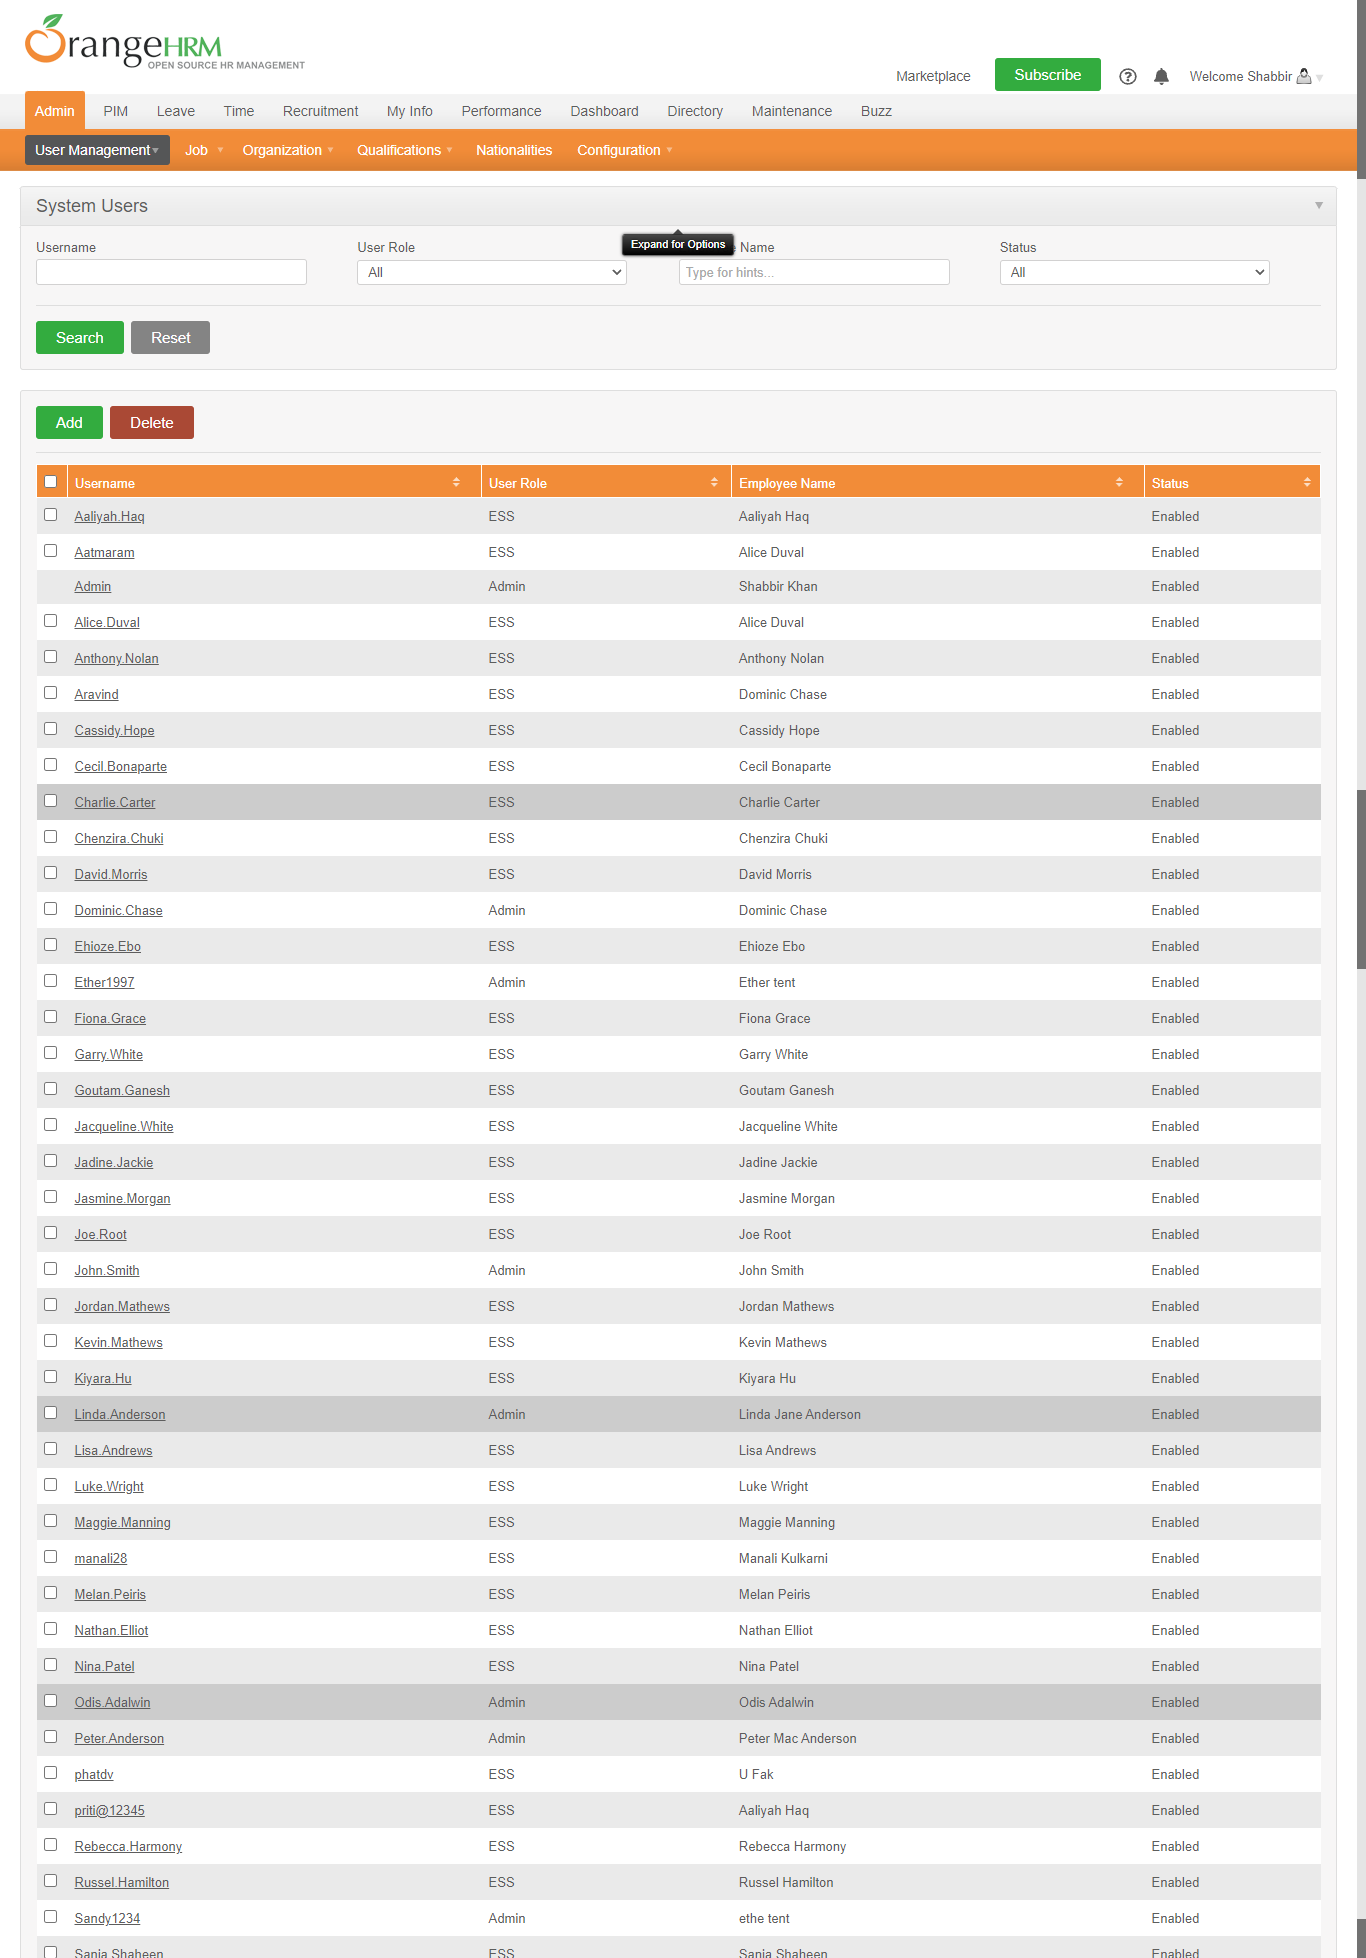 OrangeHRM
OPEN SOURCE HR MANAGEMENT
Marketplace Subscribe Welcome Shabbir
Admin PIM Leave Time Recruitment My Info Performance Dashboard Directory Maintenance Buzz
User Management Job Organization Qualifications Nationalities Configuration
System Users
Expand for Options
Username User Role Name Status
All Type for hints... All
Search Reset
Add Delete
Username User Role Employee Name Status
Aaliyah.Haq ESS Aaliyah Haq Enabled
Aatmaram ESS Alice Duval Enabled
Admin Admin Shabbir Khan Enabled
Alice.Duval ESS Alice Duval Enabled
Anthony.Nolan ESS Anthony Nolan Enabled
Aravind ESS Dominic Chase Enabled
Cassidy.Hope ESS Cassidy Hope Enabled
Cecil.Bonaparte ESS Cecil Bonaparte Enabled
Charlie.Carter ESS Charlie Carter Enabled
Chenzira.Chuki ESS Chenzira Chuki Enabled
David.Morris ESS David Morris Enabled
Dominic.Chase Admin Dominic Chase Enabled
Ehioze.Ebo ESS Ehioze Ebo Enabled
Ether1997 Admin Ether tent Enabled
Fiona.Grace ESS Fiona Grace Enabled
Garry.White ESS Garry White Enabled
Goutam.Ganesh ESS Goutam Ganesh Enabled
Jacqueline.White ESS Jacqueline White Enabled
Jadine.Jackie ESS Jadine Jackie Enabled
Jasmine.Morgan ESS Jasmine Morgan Enabled
Joe.Root ESS Joe Root Enabled
John.Smith Admin John Smith Enabled
Jordan.Mathews ESS Jordan Mathews Enabled
Kevin.Mathews ESS Kevin Mathews Enabled
Kiyara.Hu ESS Kiyara Hu Enabled
Linda.Anderson Admin Linda Jane Anderson Enabled
Lisa.Andrews ESS Lisa Andrews Enabled
Luke.Wright ESS Luke Wright Enabled
Maggie.Manning ESS Maggie Manning Enabled
manali28 ESS Manali Kulkarni Enabled
Melan.Peiris ESS Melan Peiris Enabled
Nathan.Elliot ESS Nathan Elliot Enabled
Nina.Patel ESS Nina Patel Enabled
Odis.Adalwin Admin Odis Adalwin Enabled
Peter.Anderson Admin Peter Mac Anderson Enabled
phatdv ESS U Fak Enabled
priti@12345 ESS Aaliyah Haq Enabled
Rebecca.Harmony ESS Rebecca Harmony Enabled
Russel.Hamilton ESS Russel Hamilton Enabled
Sandy1234 Admin ethe tent Enabled
Sania Shaheen ESS Sania Shaheen Enabled